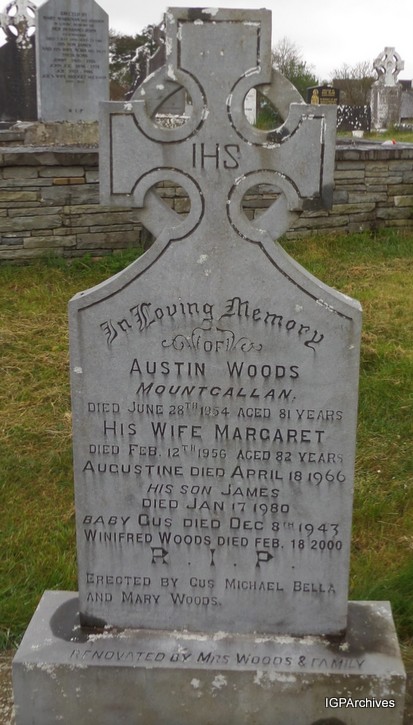 IHS
In Loving Memory
OF
AUSTIN WOODS
MOUNTCALLAN.
DIED JUNE 28TH 1954 AGED 81 YEARS
HIS WIFE MARGARET
DIED FEB. 12TH 1956 AGED 82 YEARS
AUGUSTINE DIED APRIL 18 1966
HIS SON JAMES
DIED JAN 17 1980
BABY GUS DIED DEC 8TH 1943
WINIFRED WOODS DIED FEB. 18 2000
R. I. P.
ERECTED BY GUS MICHAEL BELLA
AND MARY WOODS.
RENOVATED BY MRS WOODS & FAMILY
IGPArchives